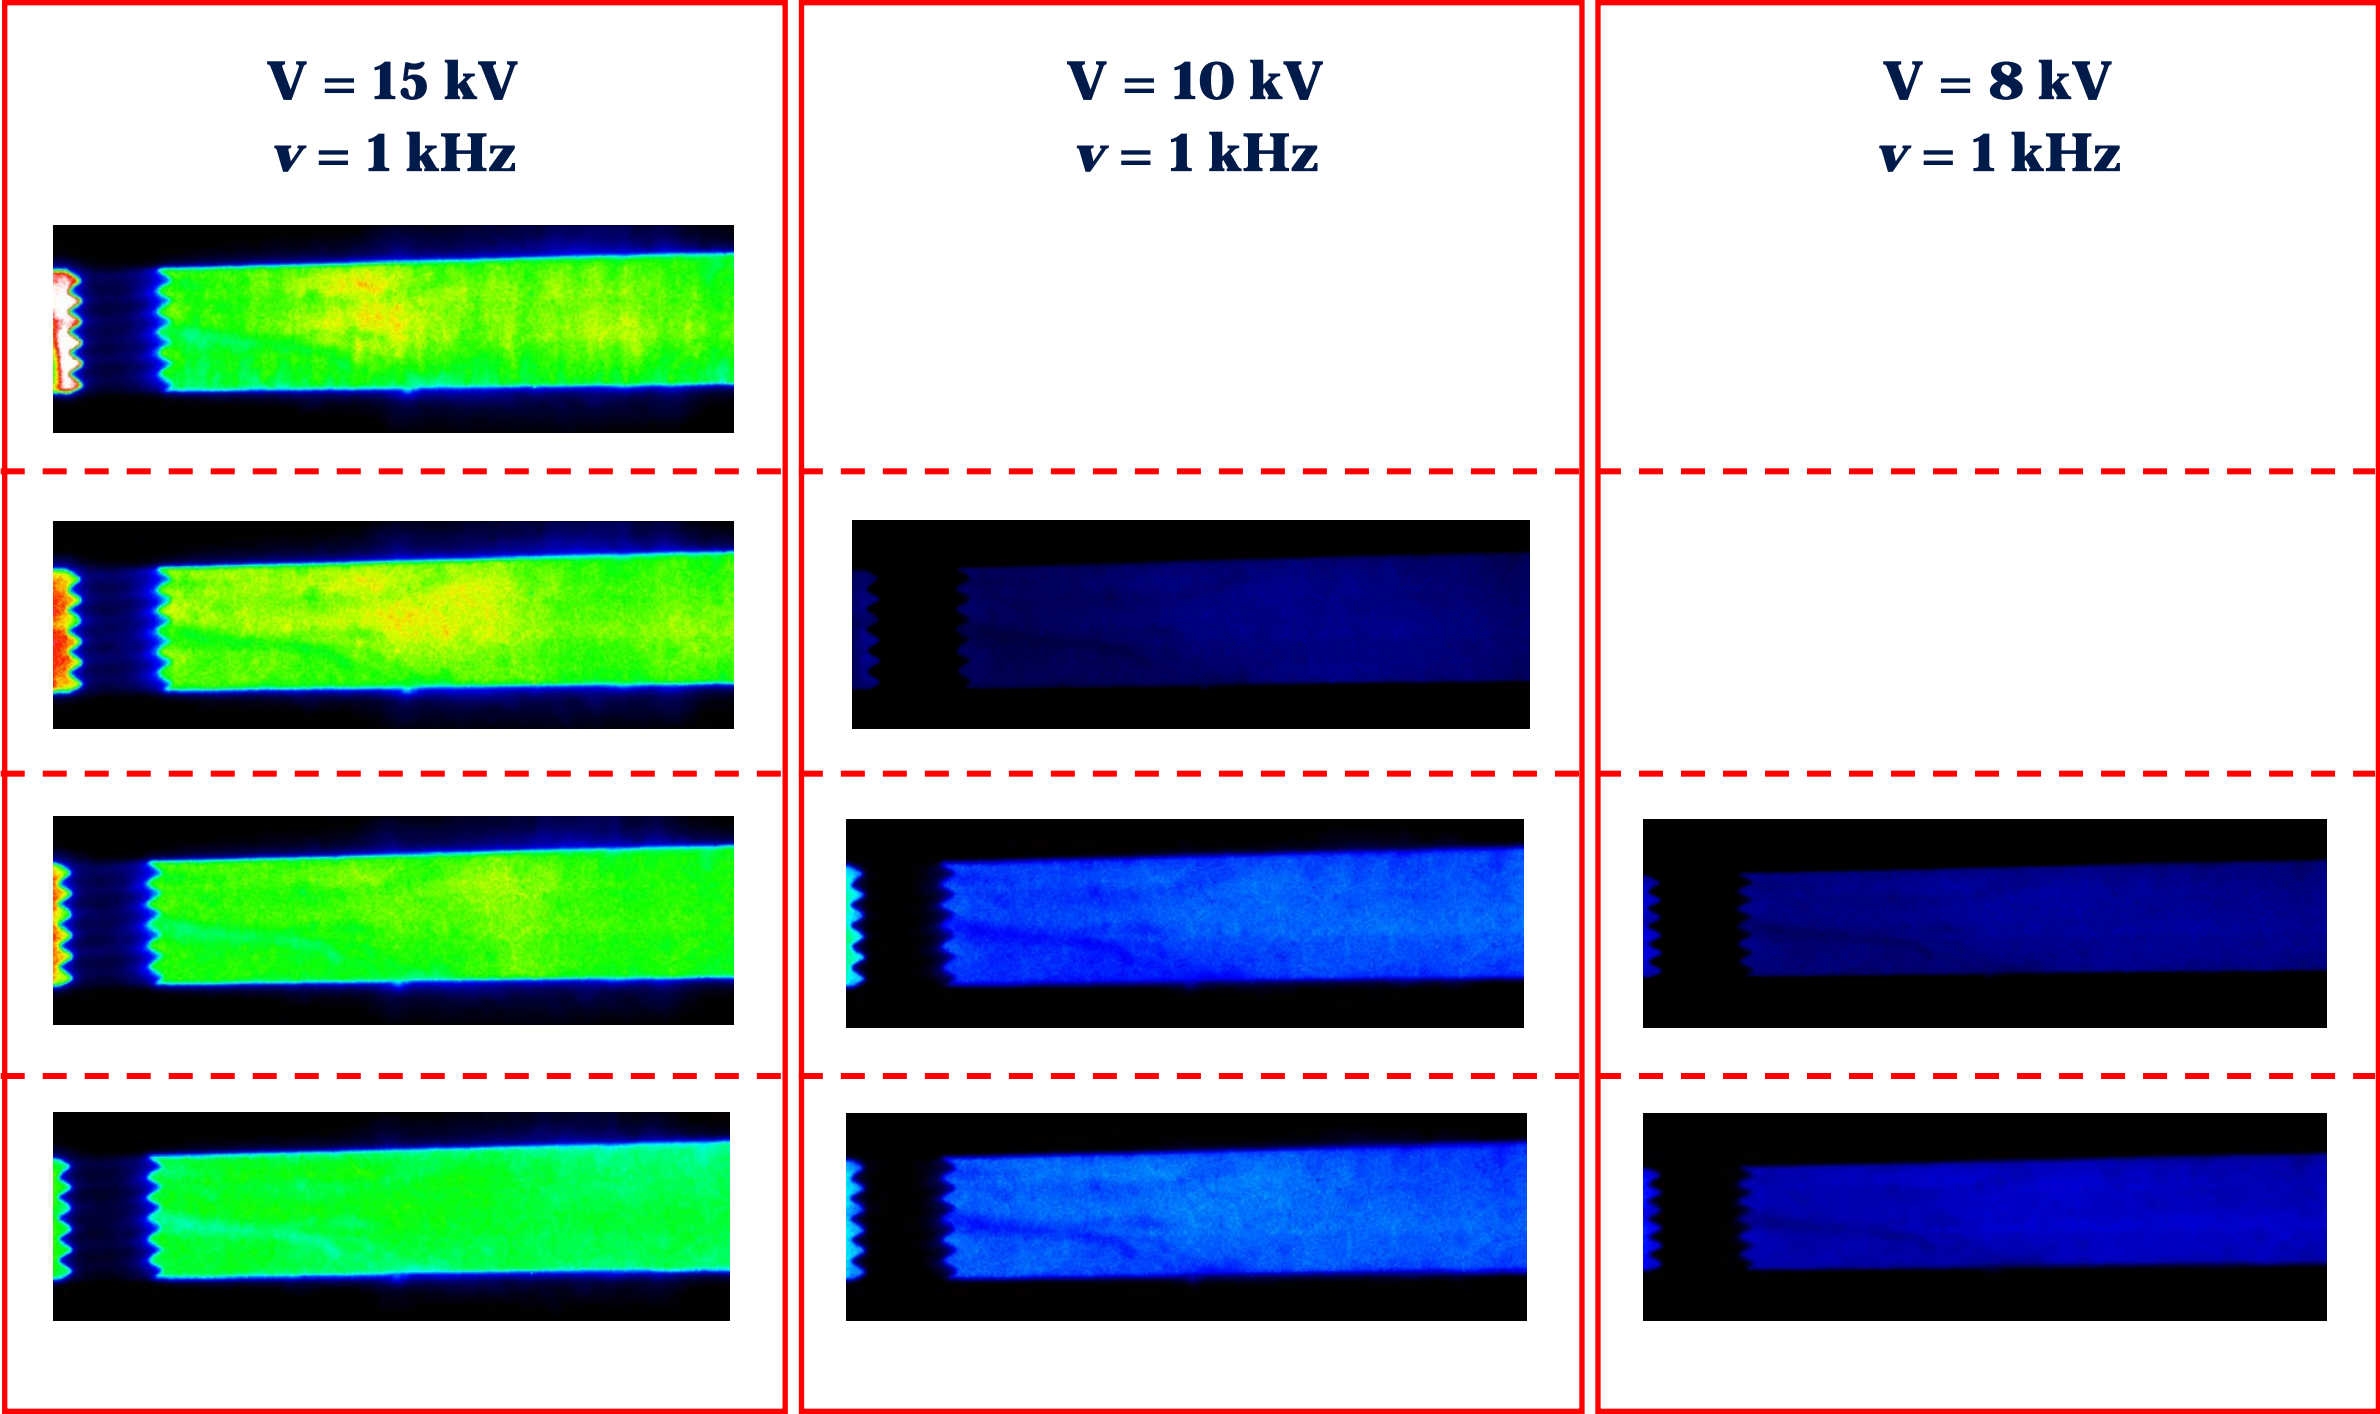 V = 15 kV
v = 1 kHz
V = 10 kV
v = 1 kHz
V = 8 kV
v = 1 kHz